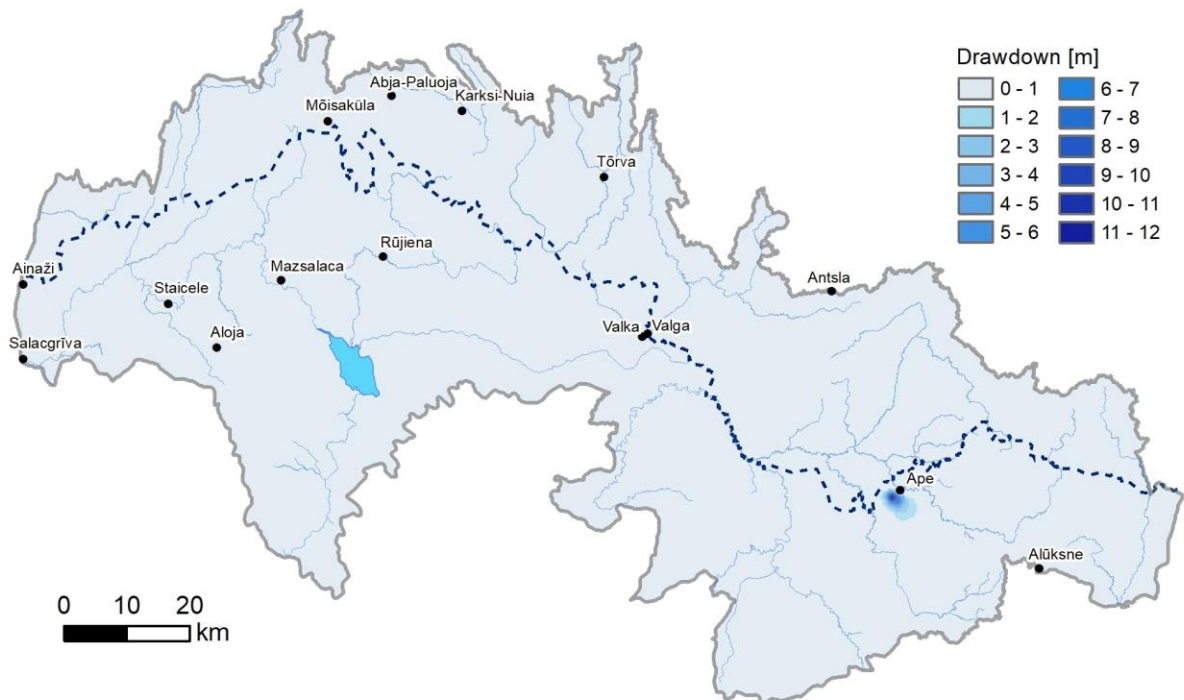 Drawdown [m]
0 - 1
1 - 2
2 - 3
3 - 4
4 - 5
5 - 6
6 - 7
7 - 8
8 - 9
9 - 10
10 - 11
11 - 12
Abja-Paluoja
Mõisaküla
Karksi-Nuia
Tõrva
Rūjiena
Ainaži
Mazsalaca
Staicele
Antsla
Aloja
Valka
Valga
Salacgrīva
Ape
Alūksne
0 10 20
km